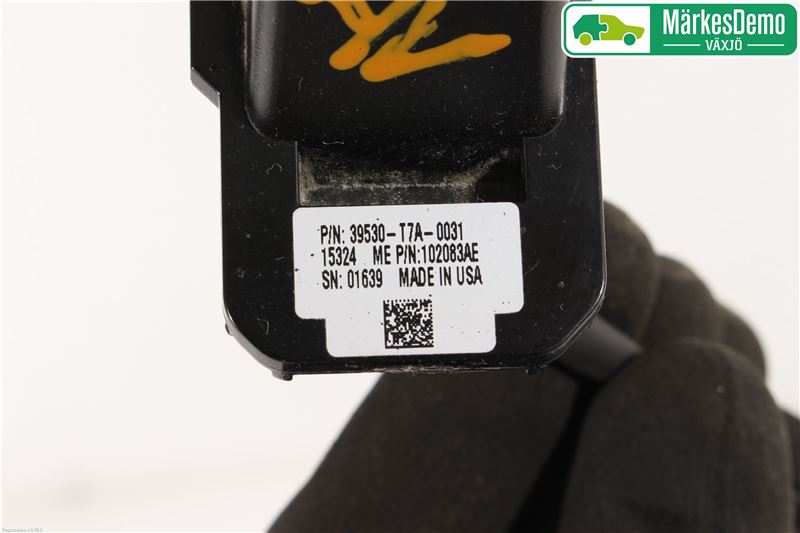 MärkesDemo
VÄXJÖ
P/N: 39530-T7A-0031
15324 ME P/N:102083AE
SN: 01639 MADE IN USA